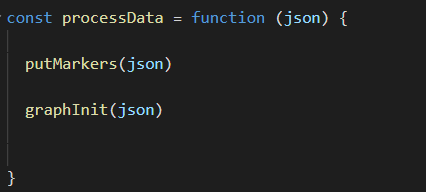 const processData = function (json) {
putMarkers(json)
graphInit(json)
}